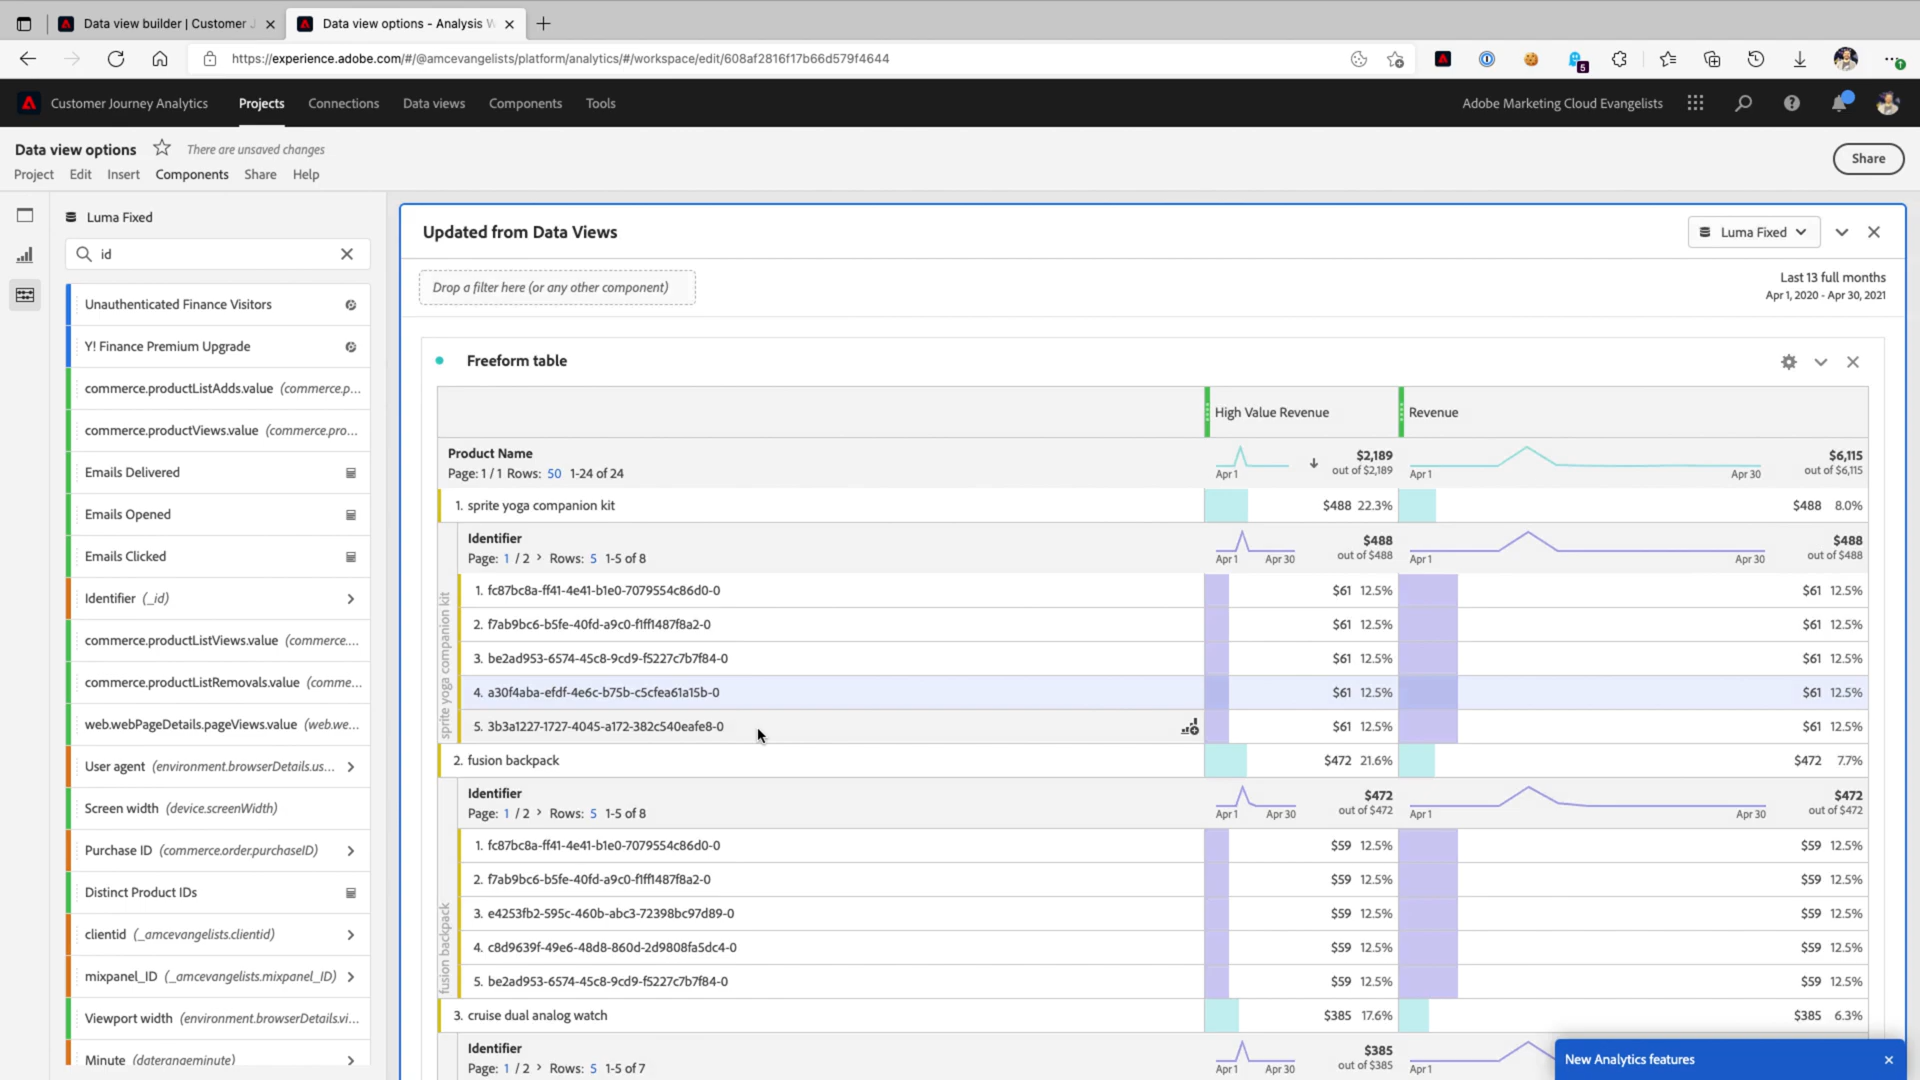 Data view builder | Customer J
Data view options - Analysis W
https://experience.adobe.com/#/@amcevangelists/platform/analytics/#/workspace/edit/608af2816f17b66d579f4644
5
Customer Journey Analytics
Projects
Connections
Data views
Components
Tools
Adobe Marketing Cloud Evangelists
Data view options
There are unsaved changes
Share
Project
Edit
Insert
Components
Share
Help
Luma Fixed
id
Unauthenticated Finance Visitors
Y! Finance Premium Upgrade
commerce.productListAdds.value (commerce.p...
commerce.productViews.value (commerce.pro...
Emails Delivered
Emails Opened
Emails Clicked
Identifier (_id)
commerce.productListViews.value (commerce....
commerce.productListRemovals.value (comme...
web.webPageDetails.pageViews.value (web.we...
User agent (environment.browserDetails.us...
Screen width (device.screenWidth)
Purchase ID (commerce.order.purchaseID)
Distinct Product IDs
clientid (_amcevangelists.clientid)
mixpanel_ID (_amcevangelists.mixpanel_ID)
Viewport width (environment.browserDetails.vi...
Minute (daterangeminute)
Updated from Data Views
Luma Fixed
Drop a filter here (or any other component)
Last 13 full months
Apr 1, 2020 - Apr 30, 2021
Freeform table
High Value Revenue
Revenue
Product Name
Page: 1 / 1 Rows: 50 1-24 of 24
Apr 1
$2,189
out of $2,189
Apr 1
Apr 30
$6,115
out of $6,115
1. sprite yoga companion kit
$488 22.3%
$488 8.0%
sprite yoga companion kit
Identifier
Page: 1 / 2 > Rows: 5 1-5 of 8
Apr 1
Apr 30
$488
out of $488
Apr 1
Apr 30
$488
out of $488
1. fc87bc8a-ff41-4e41-b1e0-7079554c86d0-0
$61 12.5%
$61 12.5%
2. f7ab9bc6-b5fe-40fd-a9c0-f1ff1487f8a2-0
$61 12.5%
$61 12.5%
3. be2ad953-6574-45c8-9cd9-f5227c7b7f84-0
$61 12.5%
$61 12.5%
4. a30f4aba-efdf-4e6c-b75b-c5cfea61a15b-0
$61 12.5%
$61 12.5%
5. 3b3a1227-1727-4045-a172-382c540eafe8-0
$61 12.5%
$61 12.5%
2. fusion backpack
$472 21.6%
$472 7.7%
fusion backpack
Identifier
Page: 1 / 2 > Rows: 5 1-5 of 8
Apr 1
Apr 30
$472
out of $472
Apr 1
Apr 30
$472
out of $472
1. fc87bc8a-ff41-4e41-b1e0-7079554c86d0-0
$59 12.5%
$59 12.5%
2. f7ab9bc6-b5fe-40fd-a9c0-f1ff1487f8a2-0
$59 12.5%
$59 12.5%
3. e4253fb2-595c-460b-abc3-72398bc97d89-0
$59 12.5%
$59 12.5%
4. c8d9639f-49e6-48d8-860d-2d9808fa5dc4-0
$59 12.5%
$59 12.5%
5. be2ad953-6574-45c8-9cd9-f5227c7b7f84-0
$59 12.5%
$59 12.5%
3. cruise dual analog watch
$385 17.6%
$385 6.3%
Identifier
Page: 1 / 2 > Rows: 5 1-5 of 7
Apr 1
Apr 30
$385
out of $385
Apr 1
New Analytics features